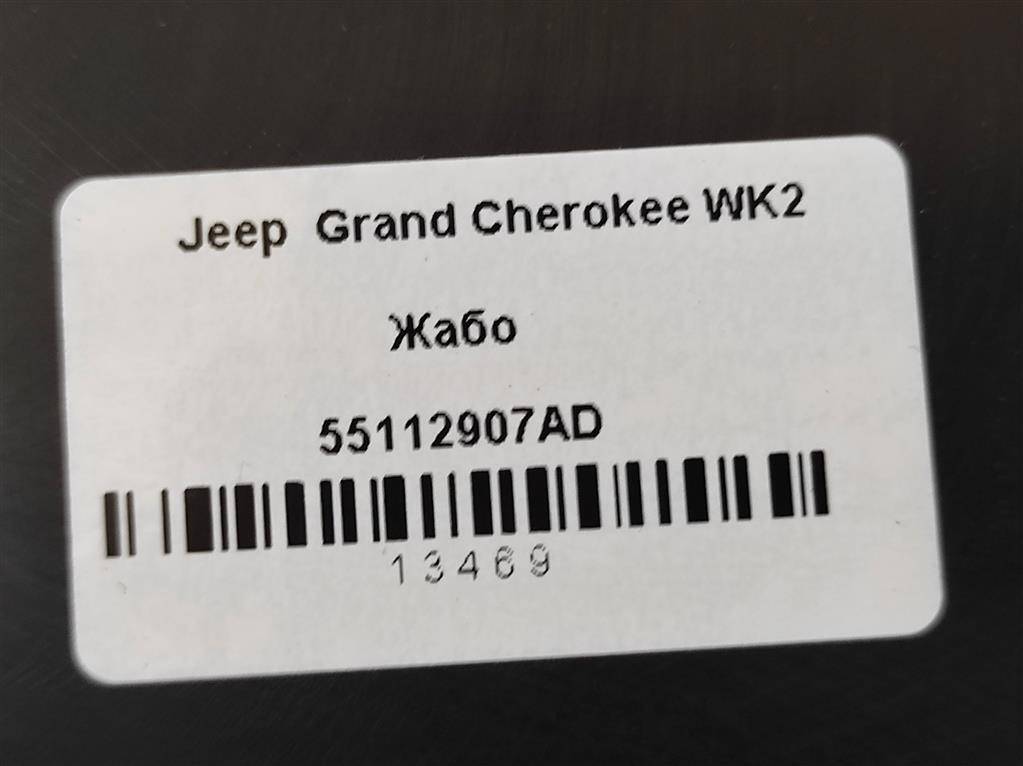 Jeep Grand Cherokee WK2
Жабо
55112907AD
13469